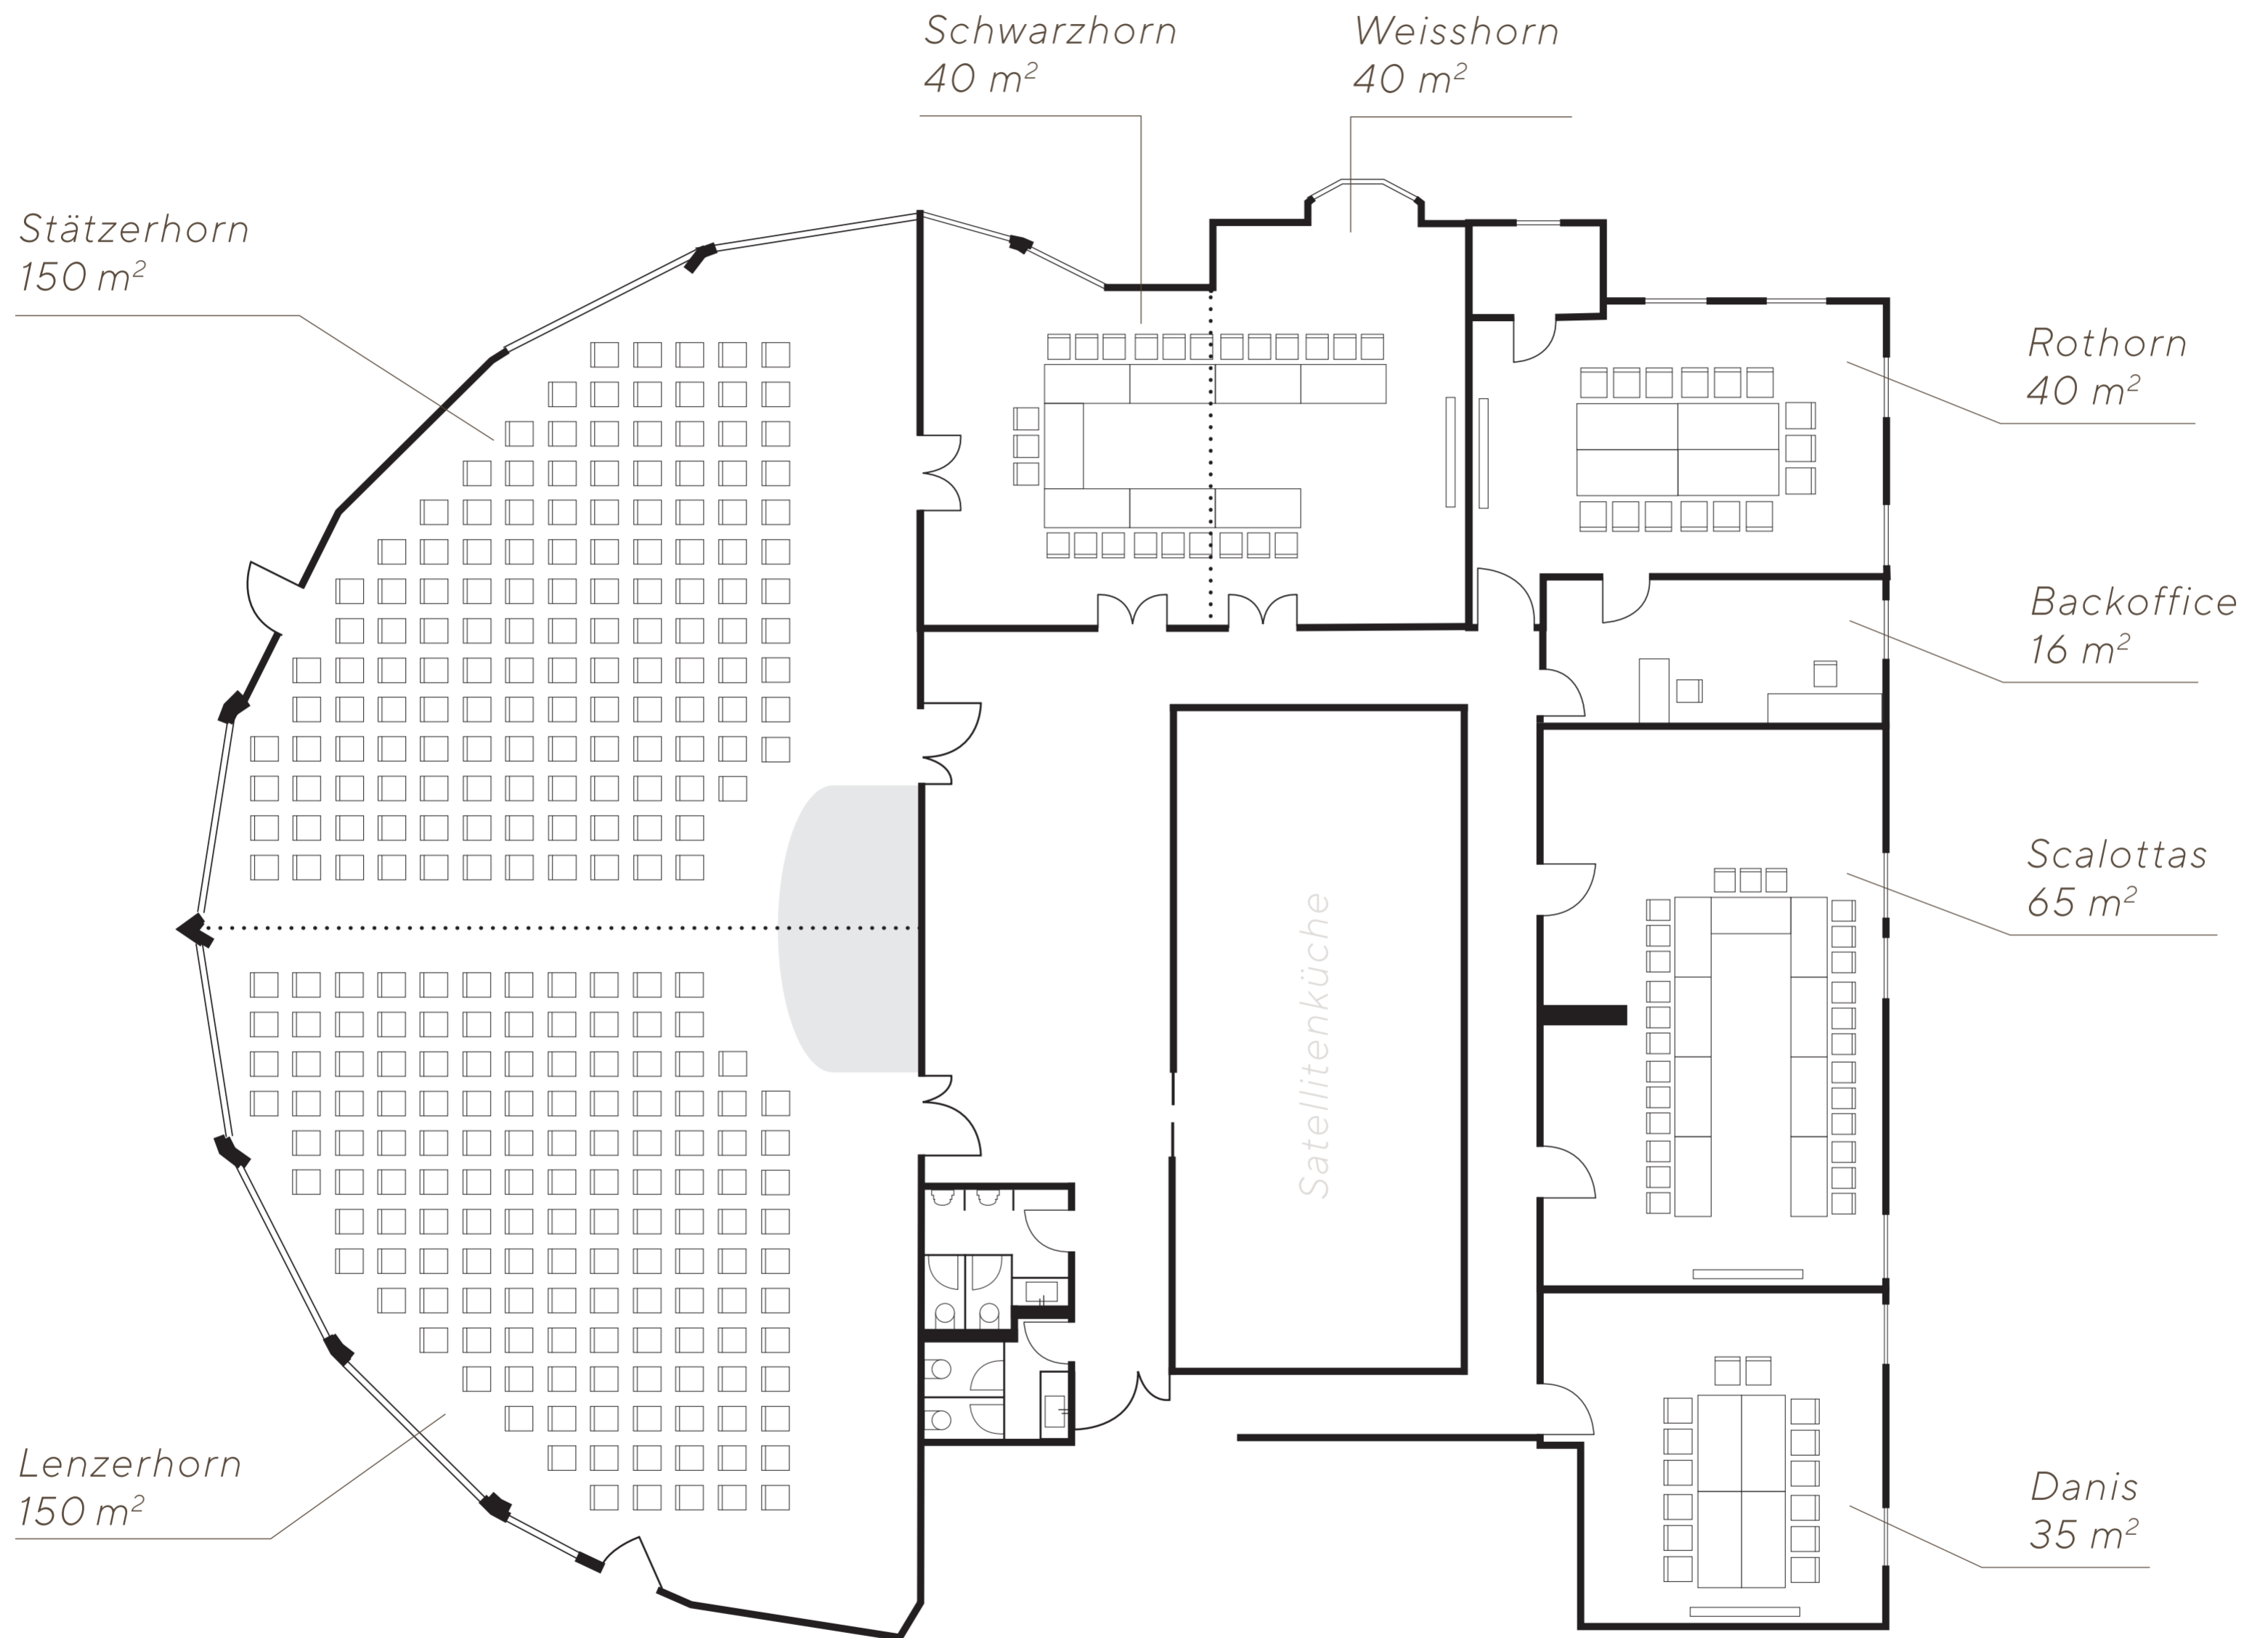 Schwarzhorn
40 m²
Weisshorn
40 m²
Stätzerhorn
150 m²
Rothorn
40 m²
Backoffice
16 m²
Scalottas
65 m²
Satellitenküche
Lenzerhorn
150 m²
Danis
35 m²